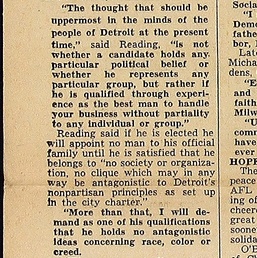 "The thought that should be
uppermost in the minds of the
people of Detroit at the present
time," said Reading, "is not
whether a candidate holds any
particular political belief or
whether he represents any
particular group, but rather if
he is qualified through experi-
ence as the best man to handle
your business without partiality
to any individual or group."
Reading said if he is elected he
will appoint no man to his official
family until he is satisfied that he
belongs to "no society or organiza-
tion, no clique which may in any
way be antagonistic to Detroit's
nonpartisan principles as set up
in the city charter."
"More than that, I will de-
mand as one of his qualifications
that he holds no antagonistic
ideas concerning race, color or
creed.
Socia
"I
Demo
father
bor, I
Late
Micha
dens,
"E
and
faith
Milw
"U
comm
have
ever
HOPE
The
peace
AFL
ing of
cheere
great
sooner
solida
O'B